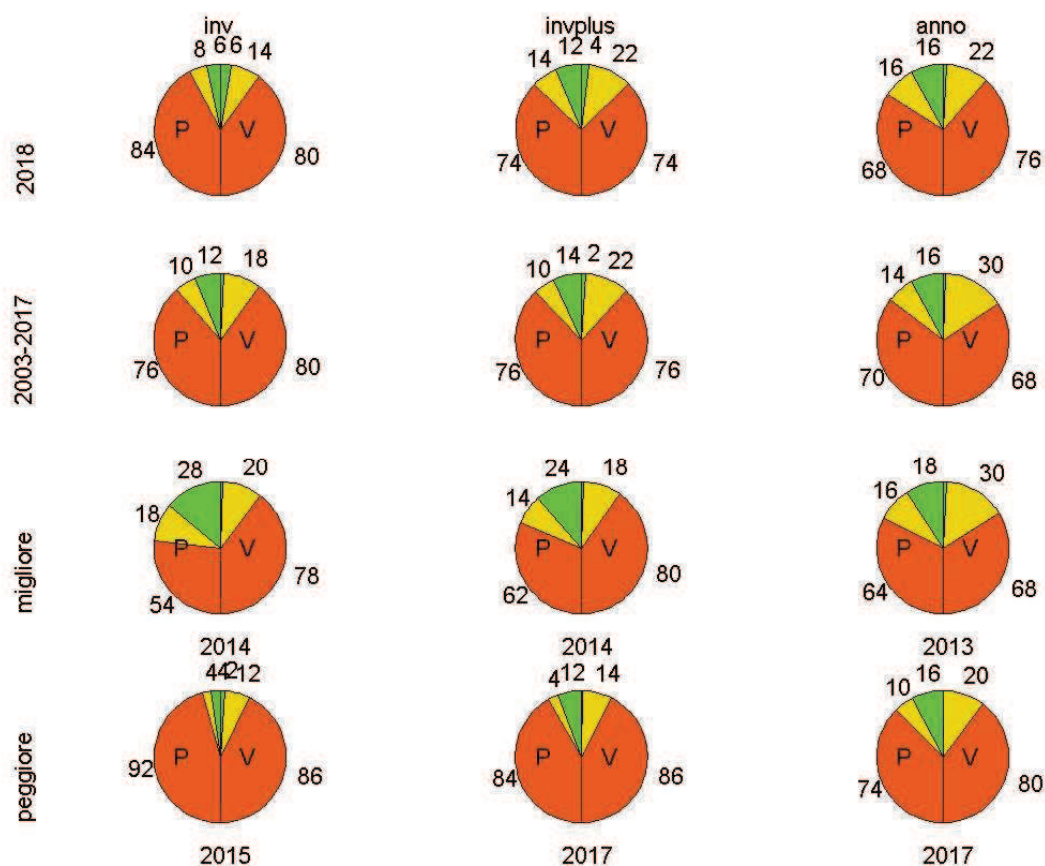 inv invplus anno
8 6 6 14 14 12 4 22 16 16 22
P V P V P V
84 80 74 74 68 76
2018
10 12 18 10 14 2 22 14 16 30
P V P V P V
76 80 76 76 70 68
2003-2017
28 20 24 18 18 30
18 14 16
P V P V P V
54 78 62 80 64 68
migliore
2014 2014 2013
4 4 2 12 4 12 14 10 16 20
P V P V P V
92 86 84 86 74 80
peggiore
2015 2017 2017